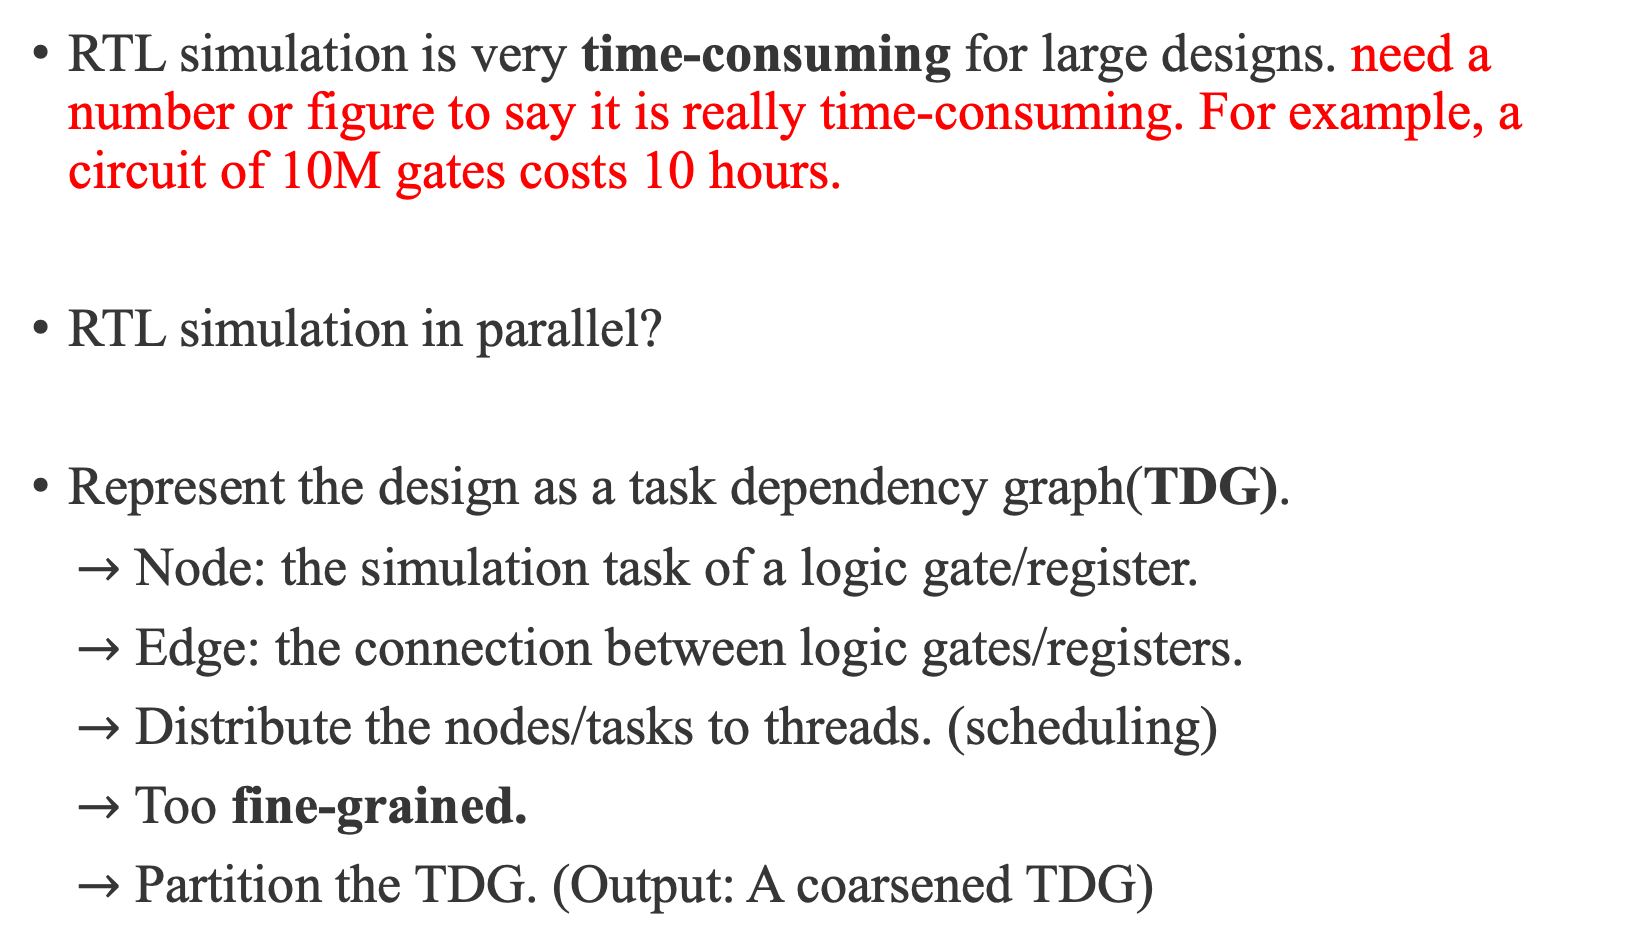 • RTL simulation is very time-consuming for large designs. need a
number or figure to say it is really time-consuming. For example, a
circuit of 10M gates costs 10 hours.
• RTL simulation in parallel?
• Represent the design as a task dependency graph(TDG).
→ Node: the simulation task of a logic gate/register.
→ Edge: the connection between logic gates/registers.
→ Distribute the nodes/tasks to threads. (scheduling)
→ Too fine-grained.
→ Partition the TDG. (Output: A coarsened TDG)